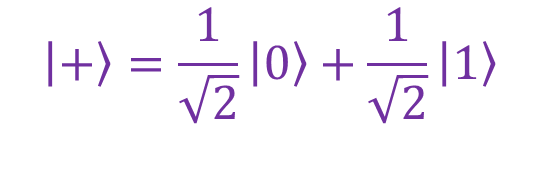 |+⟩ = 1/√2 |0⟩ + 1/√2 |1⟩